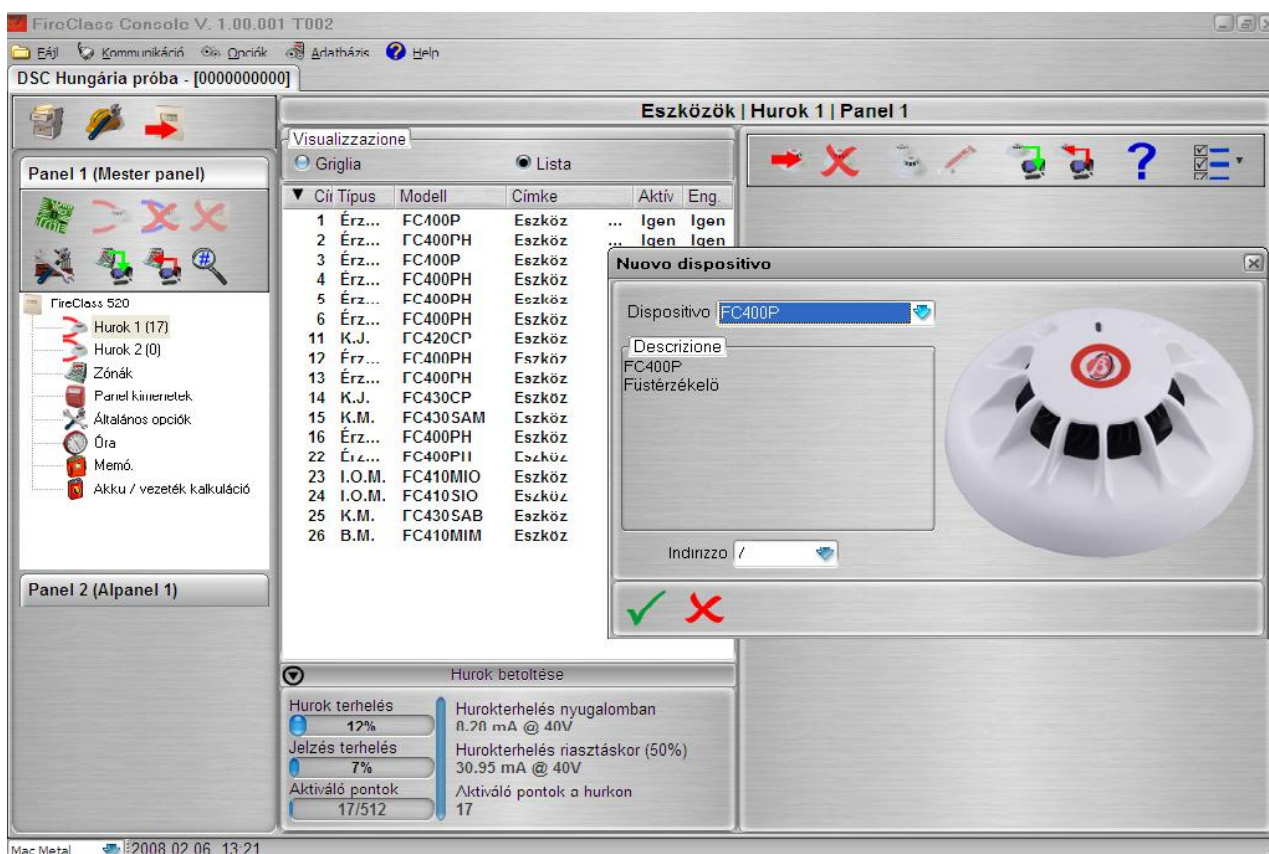 FireClass Console V. 1.00.001 T002
Fájl Kommunikáció Opciók Adatbázis Help
DSC Hungária próba - [0000000000]
Eszközök | Hurok 1 | Panel 1
Panel 1 (Mester panel)
FireClass 520
Hurok 1 (17)
Hurok 2 (0)
Zónák
Panel kimenetek
Általános opciók
Óra
Memó.
Akku / vezeték kalkuláció
Panel 2 (Alpanel 1)
Visualizzazione
Griglia Lista
Cí Típus Modell Címke Aktív Eng.
1 Érz... FC400P Eszköz ... Igen Igen
2 Érz... FC400PH Eszköz ... Igen Igen
3 Érz... FC400P Eszköz
4 Érz... FC400PH Eszköz
5 Érz... FC400PH Eszköz
6 Érz... FC400PH Eszköz
11 K.J. FC420CP Eszköz
12 Érz... FC400PH Eszköz
13 Érz... FC400PH Eszköz
14 K.J. FC430CP Eszköz
15 K.M. FC430SAM Eszköz
16 Érz... FC400PH Eszköz
22 Érz... FC400PH Eszköz
23 I.O.M. FC410MIO Eszköz
24 I.O.M. FC410SIO Eszköz
25 K.M. FC430SAB Eszköz
26 B.M. FC410MIM Eszköz
Nuovo dispositivo
Dispositivo FC400P
Descrizione
FC400P
Füstérzékelö
Indirizzo
Hurok betoltése
Hurok terhelés
12%
Jelzés terhelés
7%
Aktiváló pontok
17/512
Hurokterhelés nyugalomban
8.20 mA @ 40V
Hurokterhelés riasztáskor (50%)
30.95 mA @ 40V
Aktiváló pontok a hurkon
17
Mac Metal 2008.02.06. 13:21